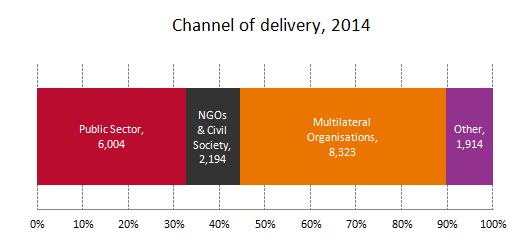 Channel of delivery, 2014
Public Sector,
6,004
NGOs
& Civil
Society,
2,194
Multilateral
Organisations,
8,323
Other,
1,914
0% 10% 20% 30% 40% 50% 60% 70% 80% 90% 100%